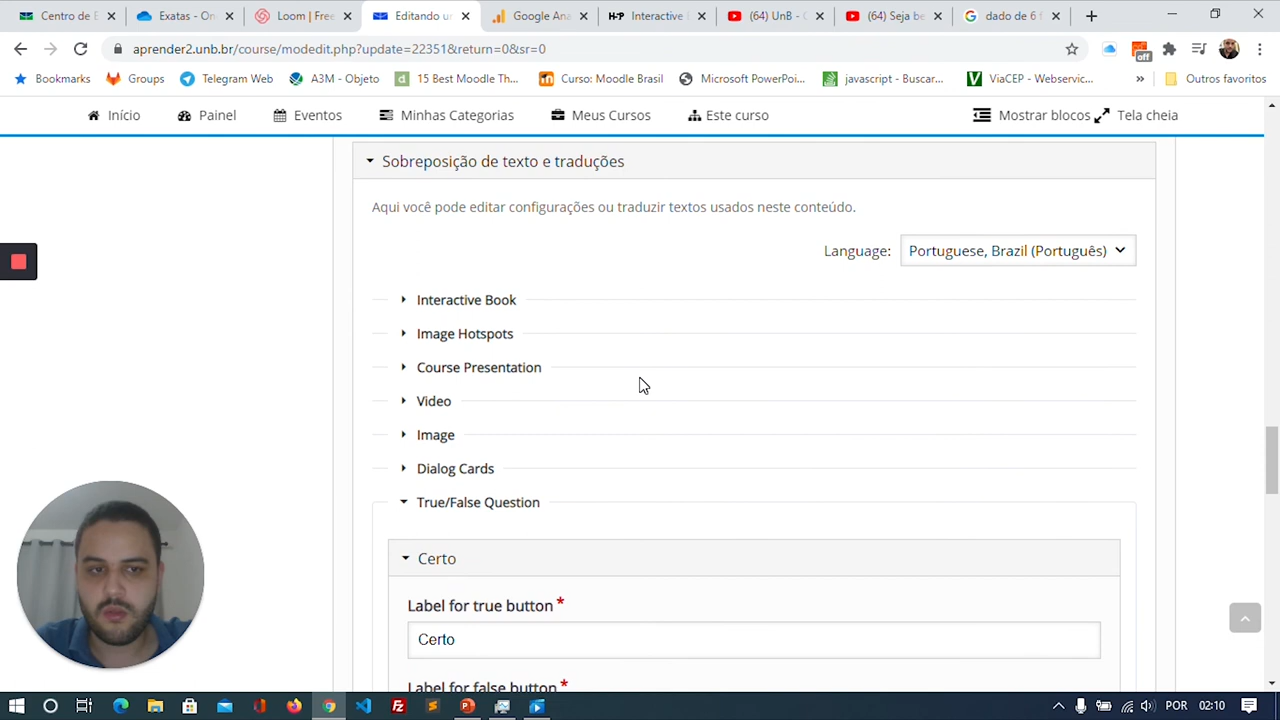 Centro de E
Exatas - On
Loom | Free
Editando ur
Google Ana
Interactive
(64) UnB - C
(64) Seja be
dado de 6 f
aprender2.unb.br/course/modedit.php?update=22351&return=0&sr=0
off
Bookmarks
Groups
Telegram Web
A3M - Objeto
15 Best Moodle Th...
Curso: Moodle Brasil
Microsoft PowerPoi...
javascript - Buscar...
ViaCEP - Webservic...
»
Outros favoritos
Início
Painel
Eventos
Minhas Categorias
Meus Cursos
Este curso
Mostrar blocos
Tela cheia
Sobreposição de texto e traduções
Aqui você pode editar configurações ou traduzir textos usados neste conteúdo.
Language: Portuguese, Brazil (Português)
Interactive Book
Image Hotspots
Course Presentation
Video
Image
Dialog Cards
True/False Question
Certo
Label for true button *
Certo
Label for false button *
POR
02:10